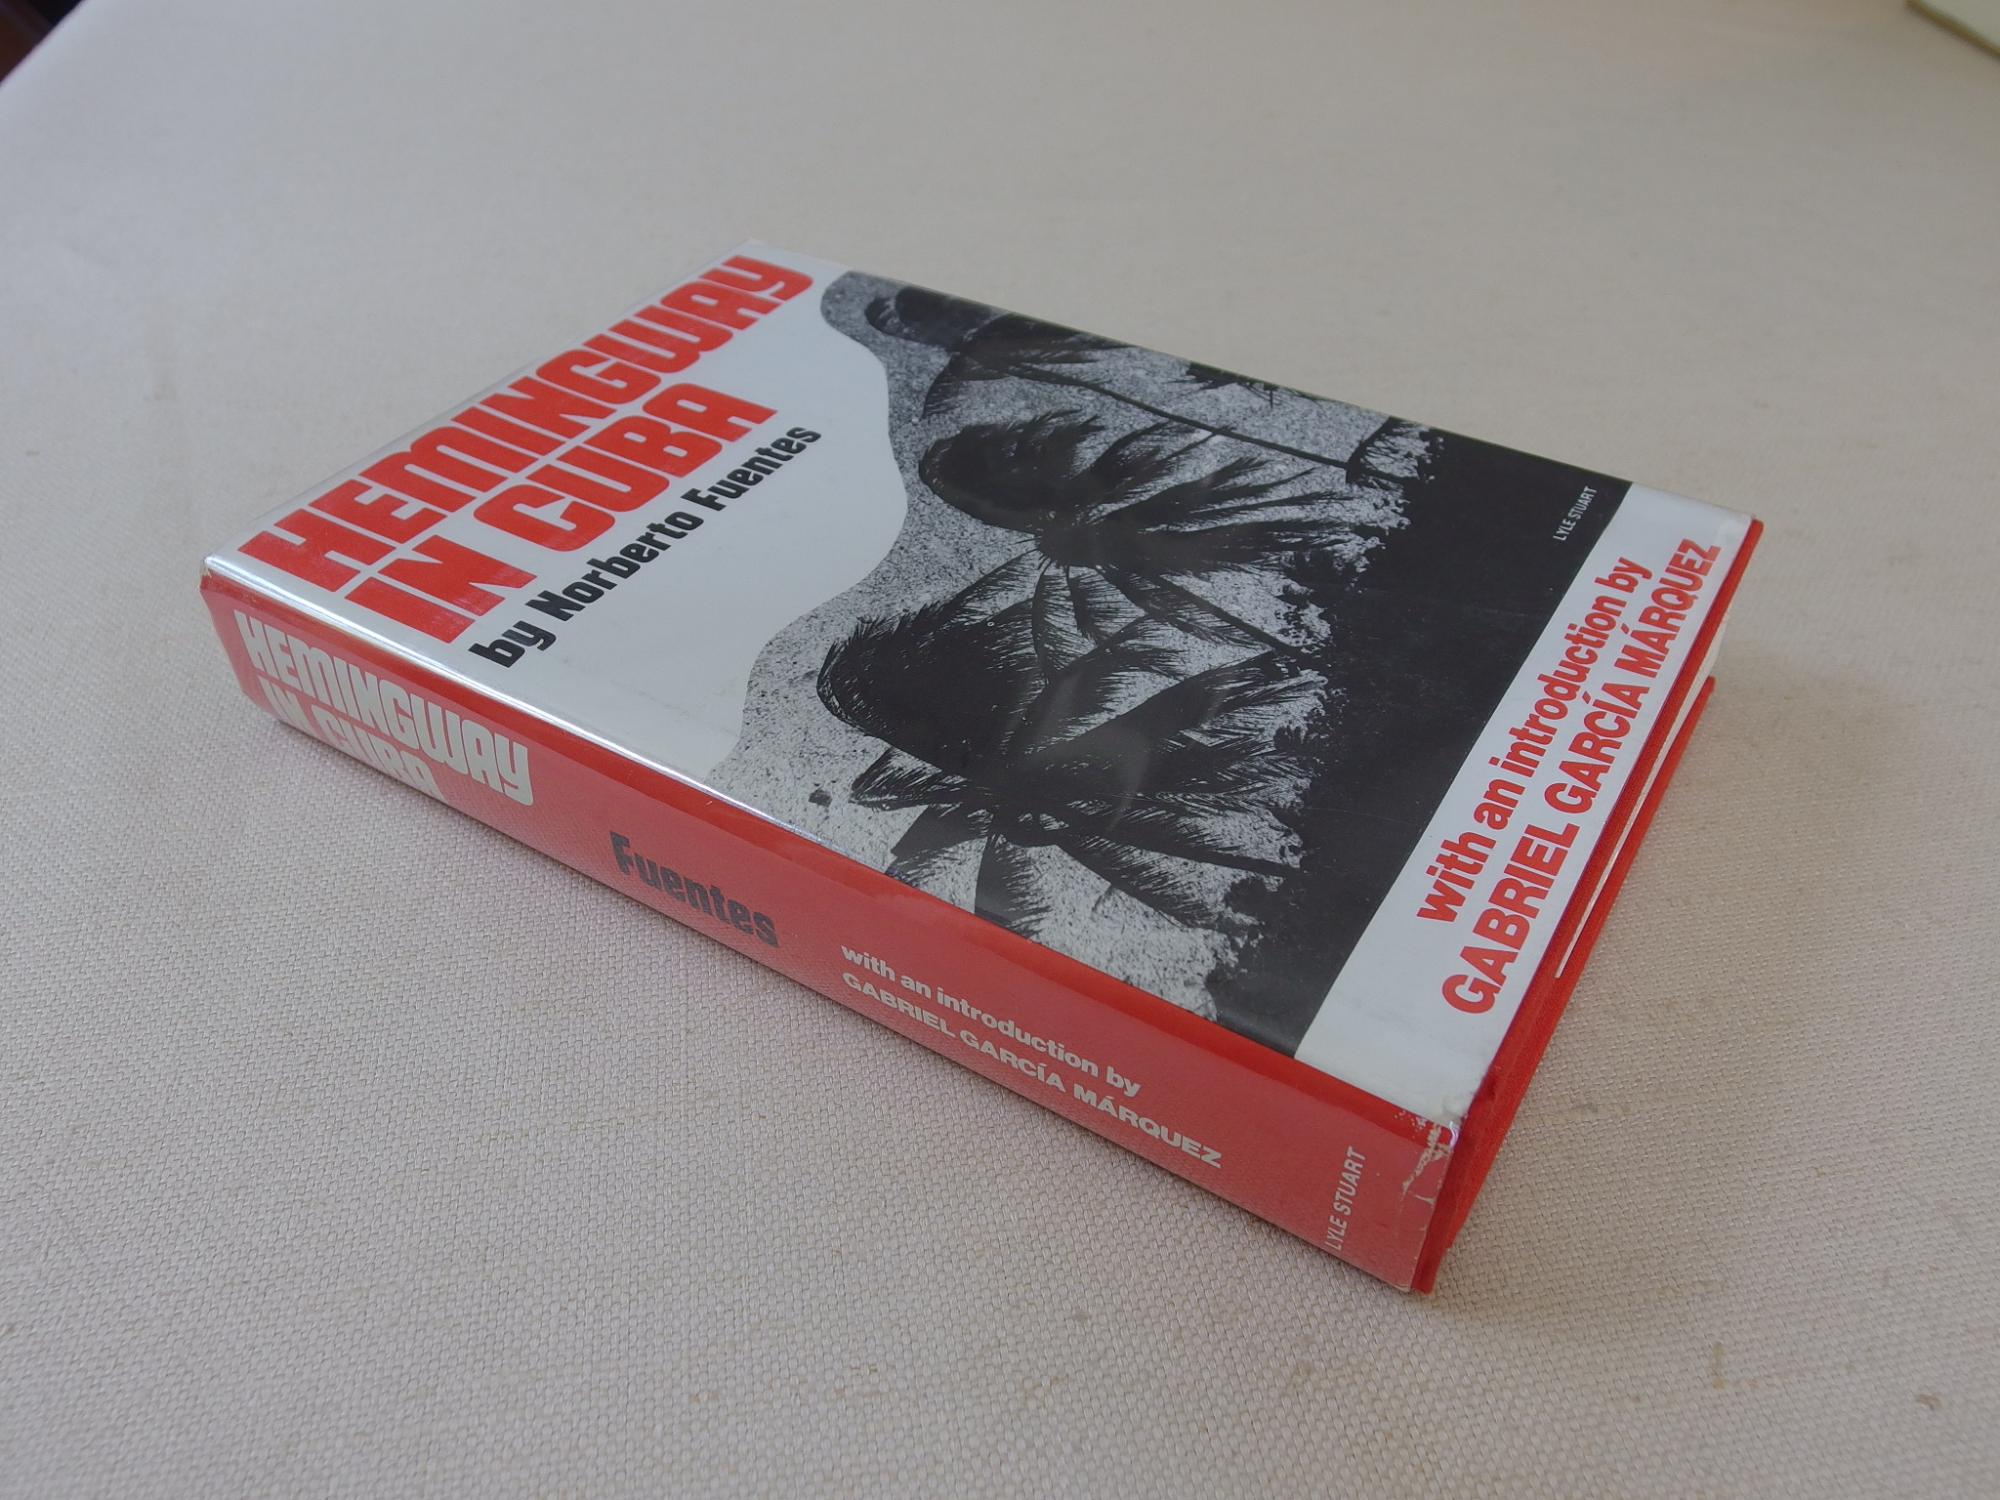 HEMINGWAY
IN CUBA
by Norberto Fuentes
LYLE STUART
with an introduction by
GABRIEL GARCÍA MÁRQUEZ
HEMINGWAY
IN CUBA
Fuentes
with an introduction by
GABRIEL GARCÍA MÁRQUEZ
LYLE STUART